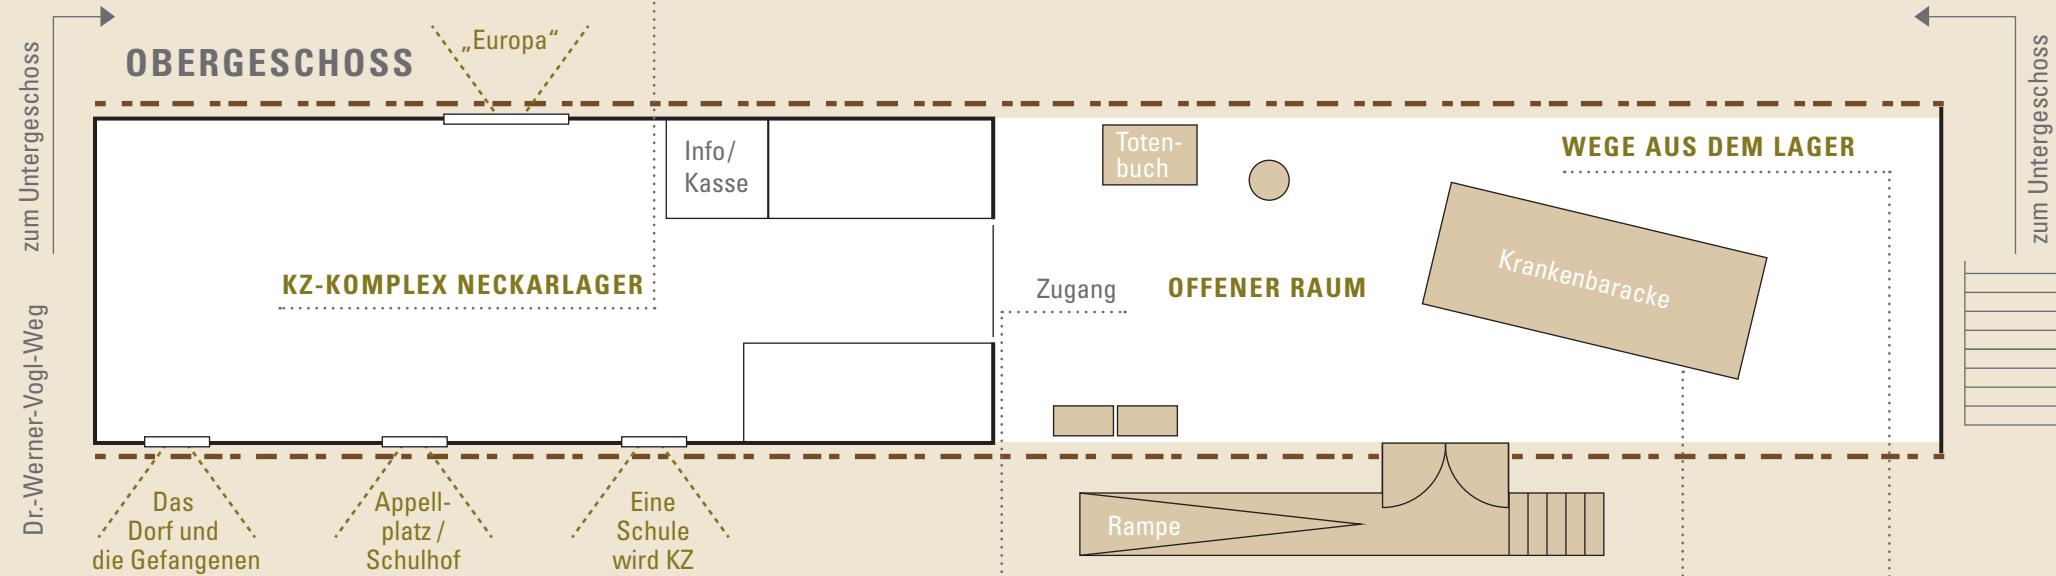 zum Untergeschoss
Dr.-Werner-Vogl-Weg
OBERGESCHOSS
„Europa“
Info/
Kasse
KZ-KOMPLEX NECKARLAGER
Das
Dorf und
die Gefangenen
Appell-
platz /
Schulhof
Eine
Schule
wird KZ
Toten-
buch
Zugang
OFFENER RAUM
WEGE AUS DEM LAGER
Krankenbaracke
Rampe
zum Untergeschoss